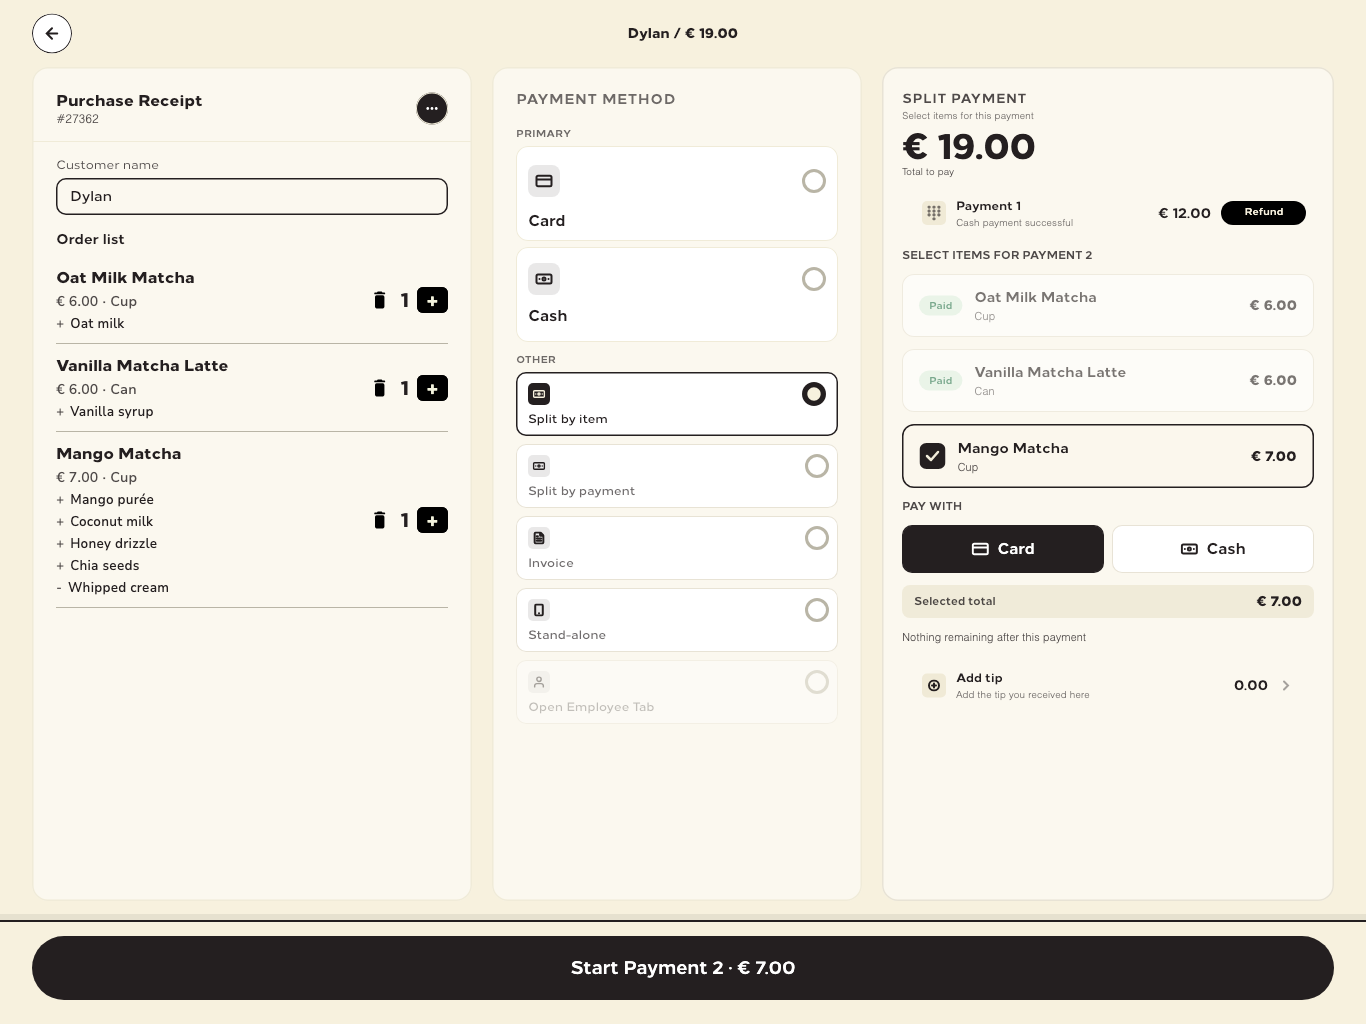 Dylan / € 19.00
Purchase Receipt
#27362
Customer name
Dylan
Order list
Oat Milk Matcha
€ 6.00 · Cup
+ Oat milk
1 +
Vanilla Matcha Latte
€ 6.00 · Can
+ Vanilla syrup
1 +
Mango Matcha
€ 7.00 · Cup
+ Mango purée
+ Coconut milk
+ Honey drizzle
+ Chia seeds
- Whipped cream
1 +
PAYMENT METHOD
PRIMARY
Card
Cash
OTHER
Split by item
Split by payment
Invoice
Stand-alone
Open Employee Tab
SPLIT PAYMENT
Select items for this payment
€ 19.00
Total to pay
Payment 1
Cash payment successful
€ 12.00 Refund
SELECT ITEMS FOR PAYMENT 2
Paid Oat Milk Matcha € 6.00
Cup
Paid Vanilla Matcha Latte € 6.00
Can
Mango Matcha € 7.00
Cup
PAY WITH
Card Cash
Selected total € 7.00
Nothing remaining after this payment
Add tip 0.00
Add the tip you received here
Start Payment 2 · € 7.00